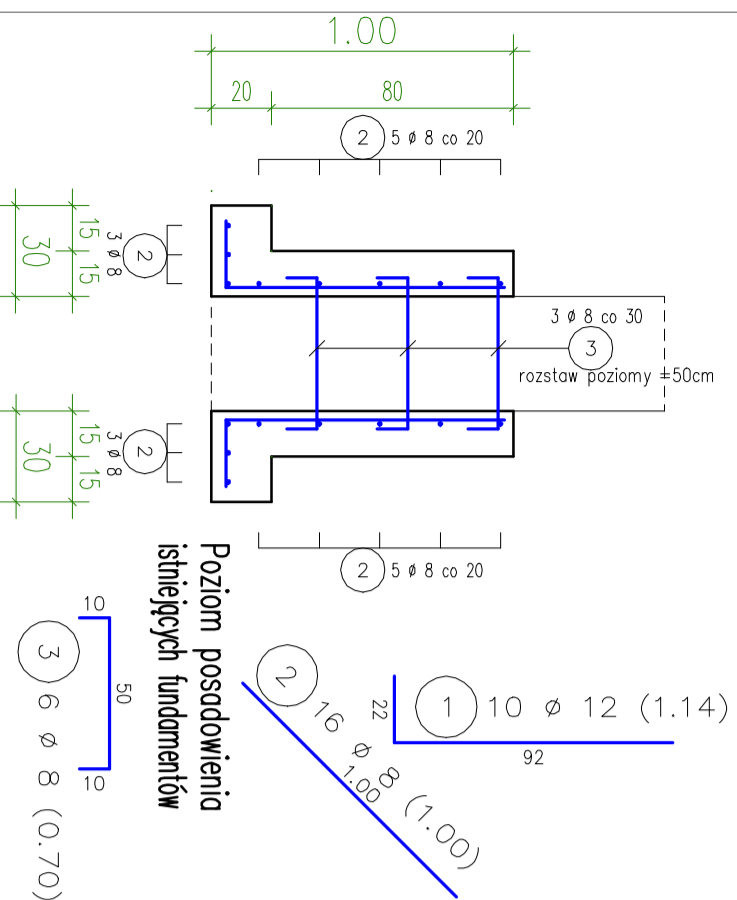 1.00
20
80
2 5 ø 8 co 20
15
15
30
3 ø 8
2
3 ø 8 co 30
3
rozstaw poziomy =50cm
15
15
30
3 ø 8
2
2 5 ø 8 co 20
Poziom posadowienia
istniejących fundamentów
10
50
10
3 6 ø 8 (0.70)
2 16 ø 8 (1.00)
1.00
22
1 10 ø 12 (1.14)
92